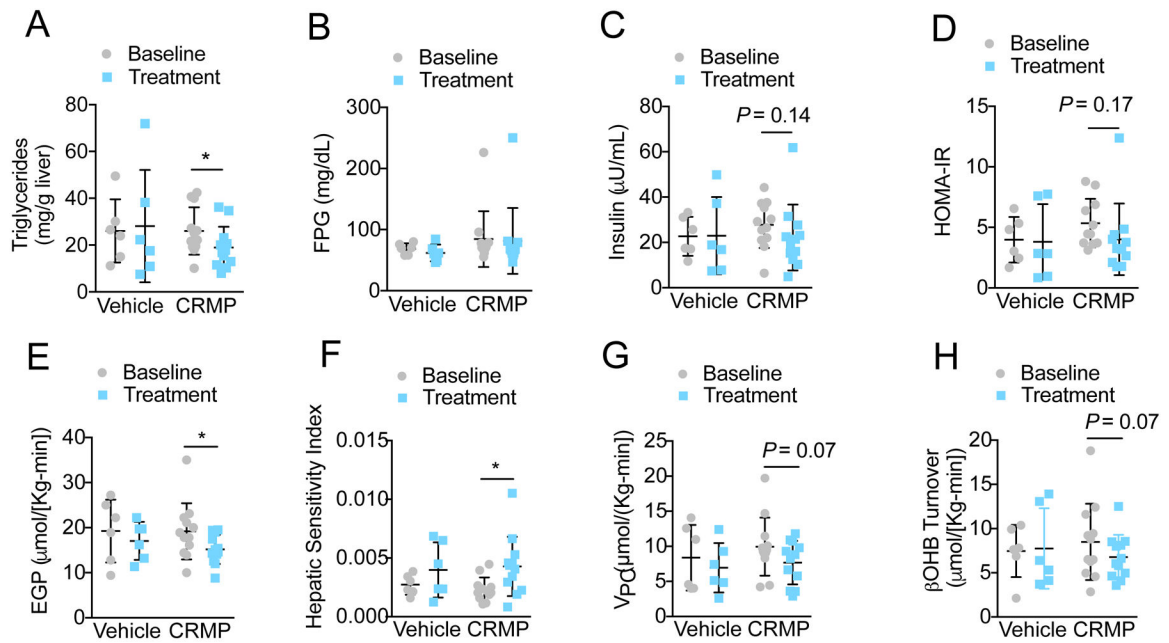 A
Baseline
Treatment
Triglycerides
(mg/g liver)
80
60
40
20
0
*
Vehicle CRMP
B
Baseline
Treatment
FPG (mg/dL)
300
200
100
0
Vehicle CRMP
C
Baseline
Treatment
Insulin (μU/mL)
80
60
40
20
0
P = 0.14
Vehicle CRMP
D
Baseline
Treatment
HOMA-IR
15
10
5
0
P = 0.17
Vehicle CRMP
E
Baseline
Treatment
EGP (μmol/[Kg-min])
40
30
20
10
0
*
Vehicle CRMP
F
Baseline
Treatment
Hepatic Sensitivity Index
0.015
0.010
0.005
0.000
*
Vehicle CRMP
G
Baseline
Treatment
VPC(μmol/(Kg-min])
25
20
15
10
5
0
P = 0.07
Vehicle CRMP
H
Baseline
Treatment
βOHB Turnover
(μmol/[Kg-min])
20
15
10
5
0
P = 0.07
Vehicle CRMP